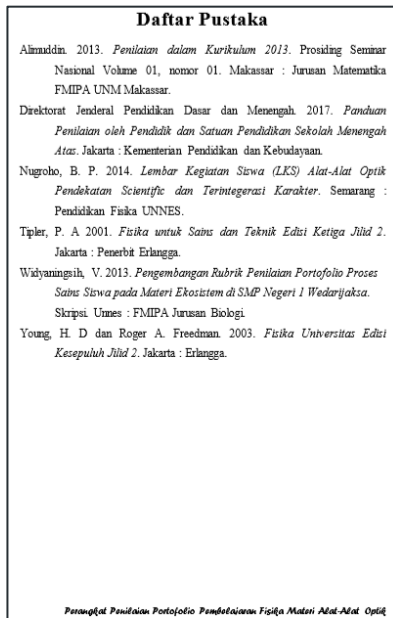 Daftar Pustaka
Alimuddin. 2013. Penilaian dalam Kurikulum 2013. Prosiding Seminar
Nasional Volume 01, nomor 01. Makassar : Jurusan Matematika
FMIPA UNM Makassar.
Direktorat Jenderal Pendidikan Dasar dan Menengah. 2017. Panduan
Penilaian oleh Pendidik dan Satuan Pendidikan Sekolah Menengah
Atas. Jakarta : Kementerian Pendidikan dan Kebudayaan.
Nugroho, B. P. 2014. Lembar Kegiatan Siswa (LKS) Alat-Alat Optik
Pendekatan Scientific dan Terintegerasi Karakter. Semarang :
Pendidikan Fisika UNNES.
Tipler, P. A 2001. Fisika untuk Sains dan Teknik Edisi Ketiga Jilid 2.
Jakarta : Penerbit Erlangga.
Widyaningsih, V. 2013. Pengembangan Rubrik Penilaian Portofolio Proses
Sains Siswa pada Materi Ekosistem di SMP Negeri 1 Wedarijaksa.
Skripsi. Unnes : FMIPA Jurusan Biologi.
Young, H. D dan Roger A. Freedman. 2003. Fisika Universitas Edisi
Kesepuluh Jilid 2. Jakarta : Erlangga.
Perangkat Penilaian Portofolio Pembelajaran Fisika Materi Alat-Alat Optik